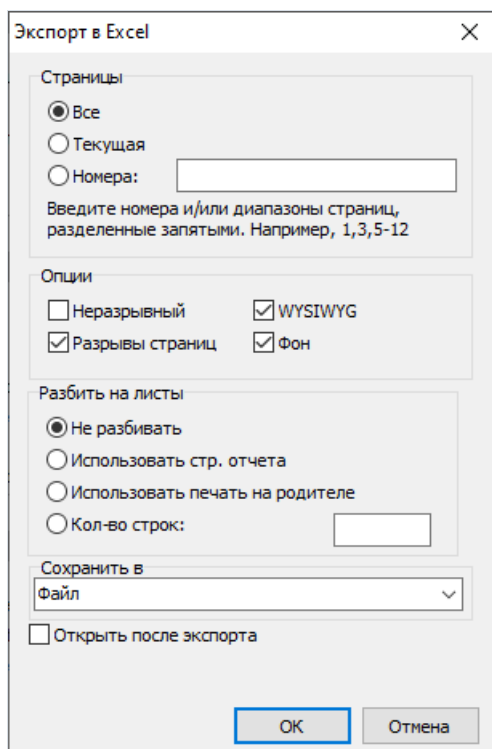 Экспорт в Excel
Страницы
Все
Текущая
Номера:
Введите номера и/или диапазоны страниц,
разделенные запятыми. Например, 1,3,5-12
Опции
Неразрывный WYSIWYG
Разрывы страниц Фон
Разбить на листы
Не разбивать
Использовать стр. отчета
Использовать печать на родителе
Кол-во строк:
Сохранить в
Файл
Открыть после экспорта
ОК Отмена